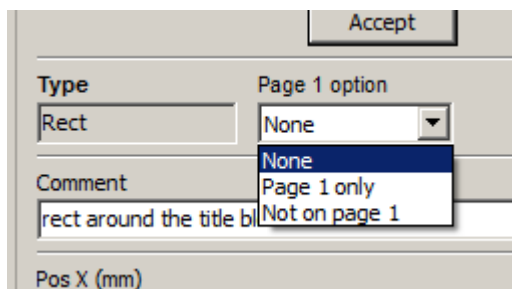 Accept
Type
Page 1 option
Rect
None
None
Page 1 only
Not on page 1
Comment
rect around the title
Pos X (mm)